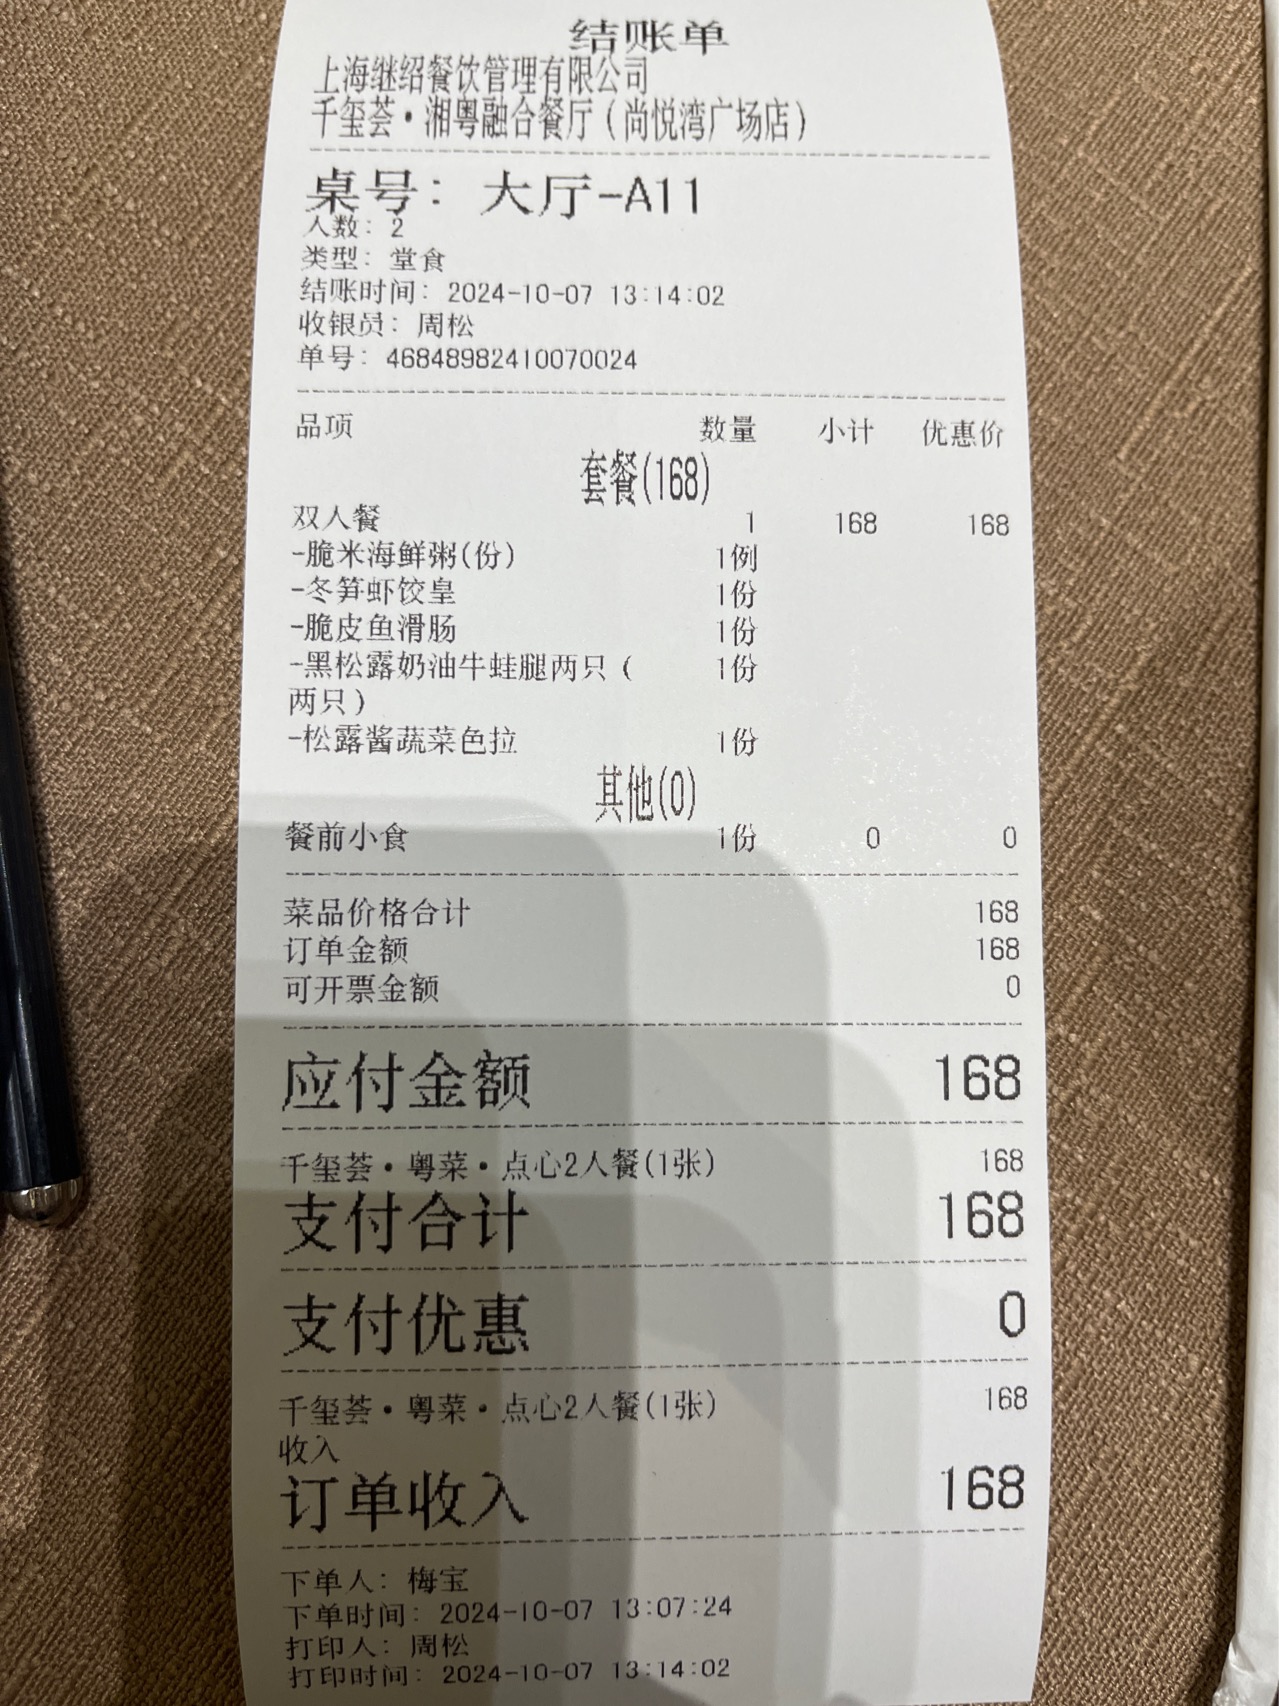 结账单
上海继绍餐饮管理有限公司
千玺荟·湘粤融合餐厅(尚悦湾广场店)
桌号: 大厅-A11
人数: 2
类型: 堂食
结账时间: 2024-10-07 13:14:02
收银员: 周松
单号: 46848982410070024
品项 数量 小计 优惠价
套餐(168)
双人餐 1 168 168
-脆米海鲜粥(份) 1例
-冬笋虾饺皇 1份
-脆皮鱼滑肠 1份
-黑松露奶油牛蛙腿两只( 1份
两只)
-松露酱蔬菜色拉 1份
其他(0)
餐前小食 1份 0 0
菜品价格合计 168
订单金额 168
可开票金额 0
应付金额 168
千玺荟·粤菜·点心2人餐(1张) 168
支付合计 168
支付优惠 0
千玺荟·粤菜·点心2人餐(1张) 168
收入
订单收入 168
下单人: 梅宝
下单时间: 2024-10-07 13:07:24
打印人: 周松
打印时间: 2024-10-07 13:14:02